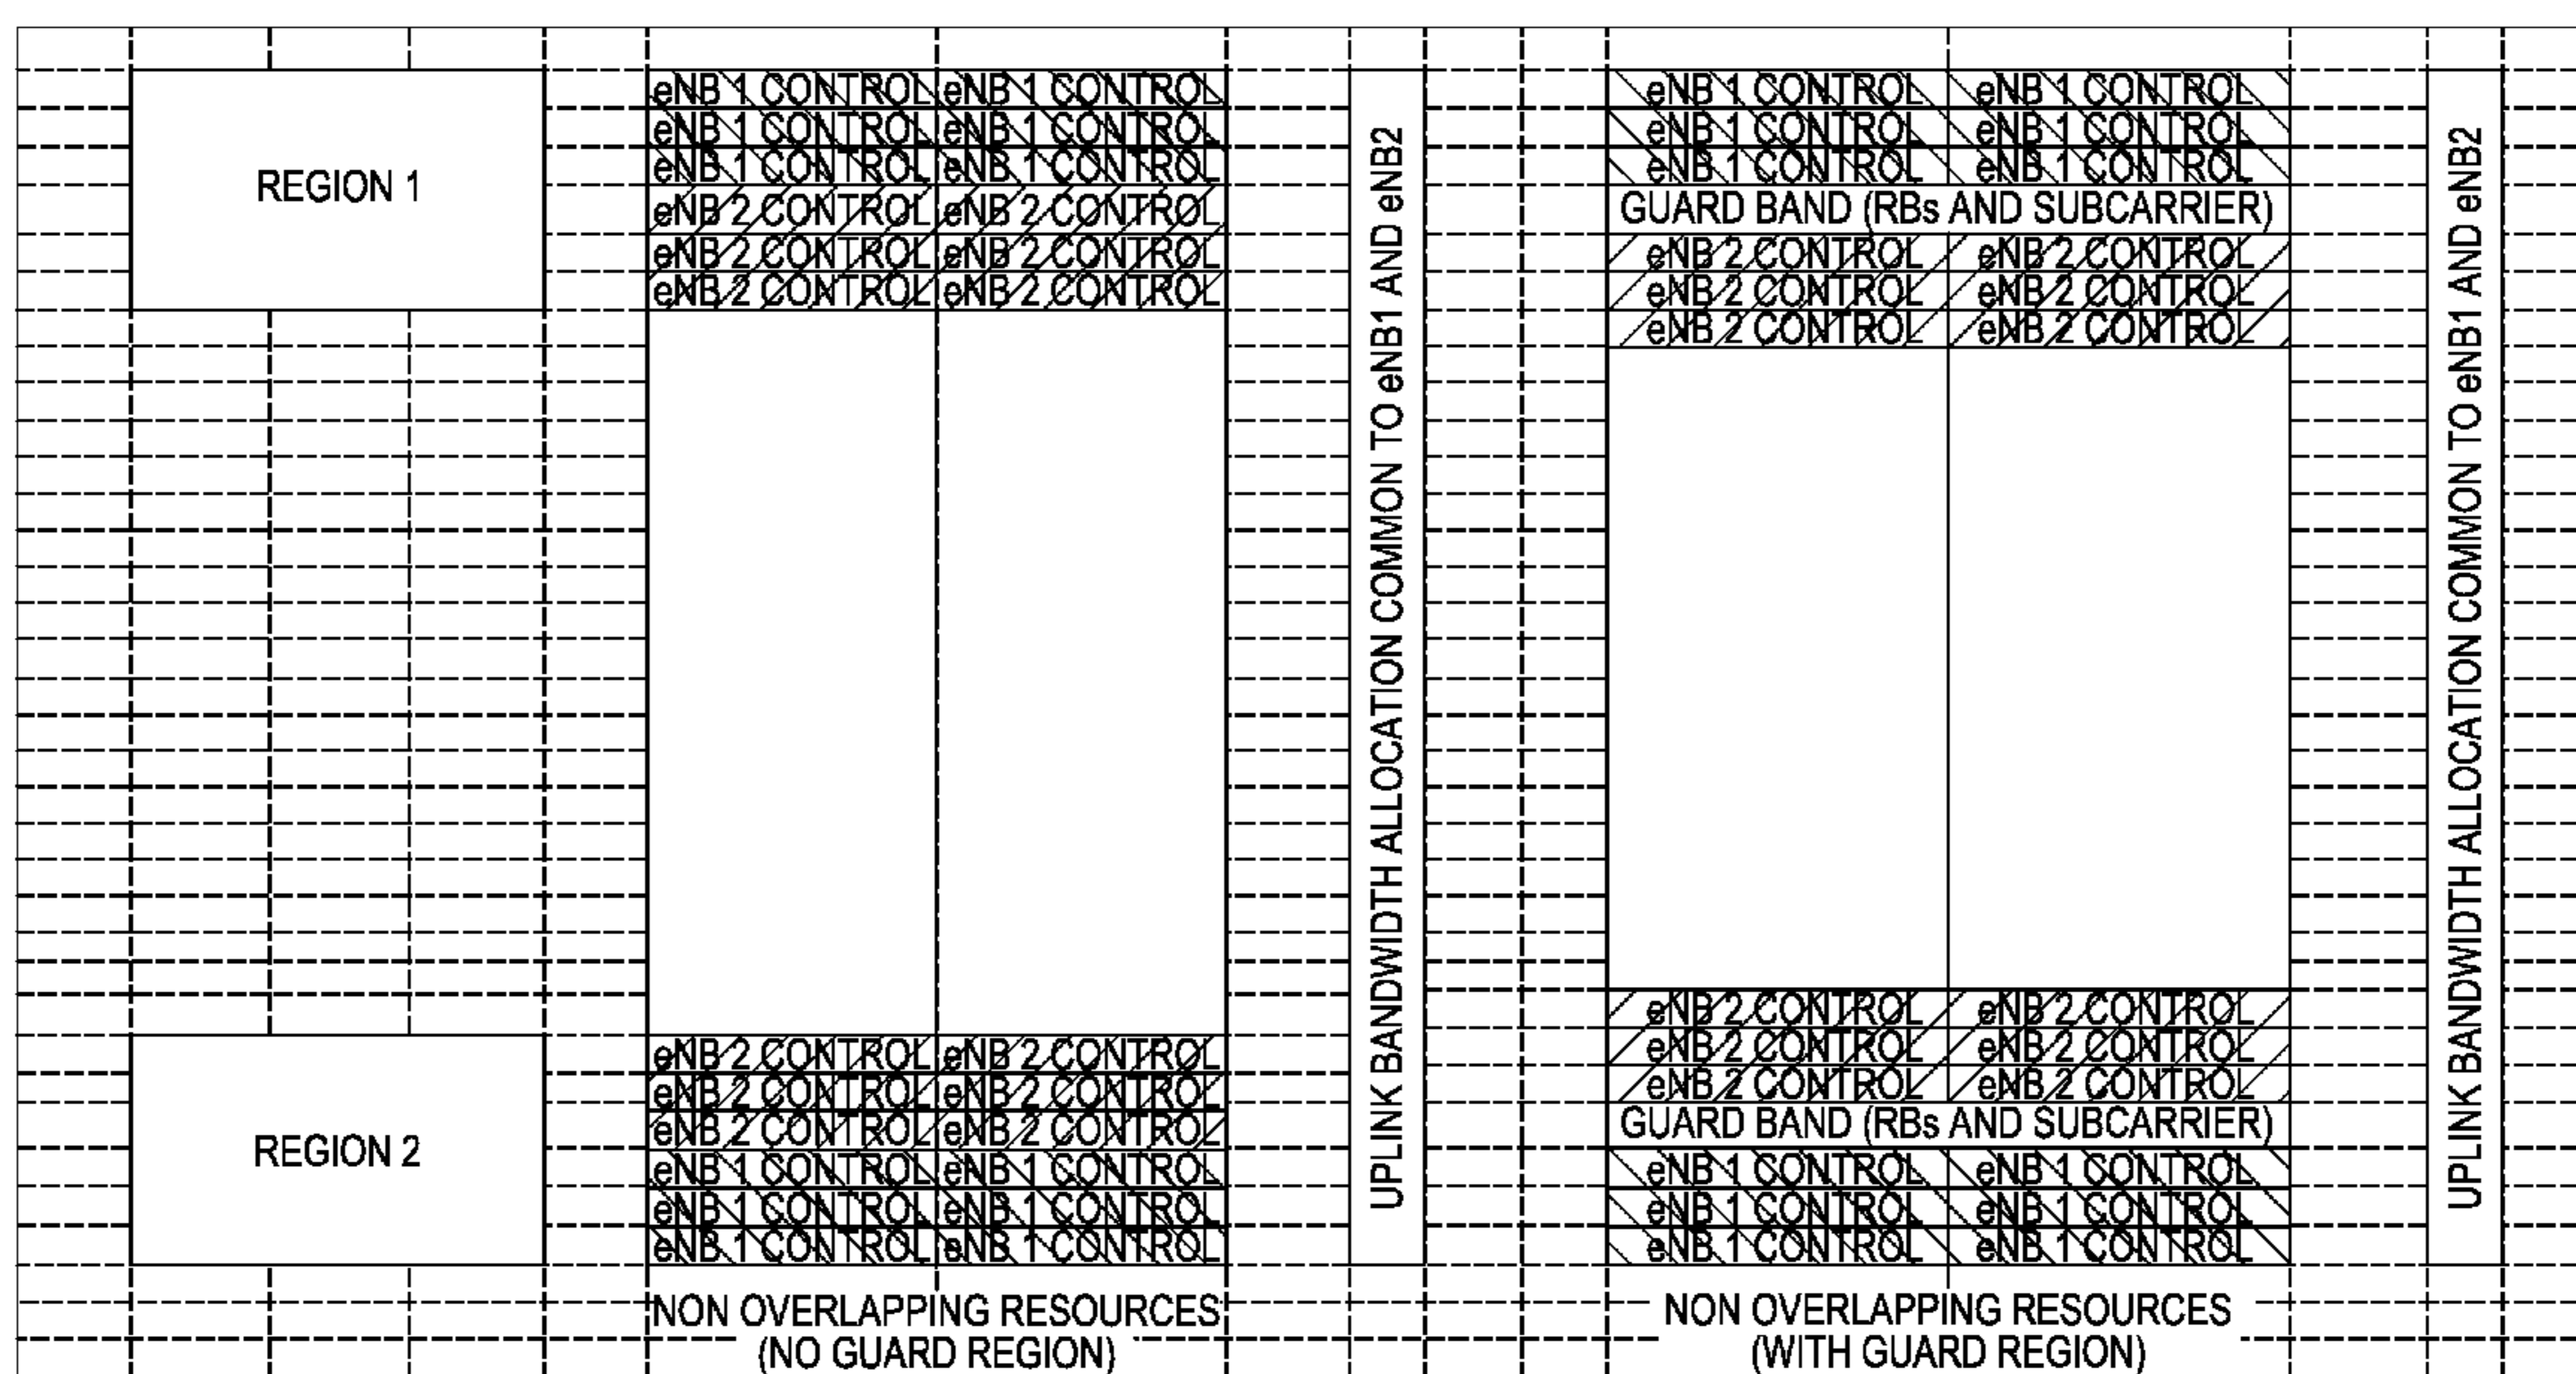 REGION 1
REGION 2
eNB 1 CONTROL eNB 1 CONTROL
eNB 1 CONTROL eNB 1 CONTROL
eNB 1 CONTROL eNB 1 CONTROL
eNB 2 CONTROL eNB 2 CONTROL
eNB 2 CONTROL eNB 2 CONTROL
eNB 2 CONTROL eNB 2 CONTROL
eNB 2 CONTROL eNB 2 CONTROL
eNB 2 CONTROL eNB 2 CONTROL
eNB 2 CONTROL eNB 2 CONTROL
eNB 1 CONTROL eNB 1 CONTROL
eNB 1 CONTROL eNB 1 CONTROL
eNB 1 CONTROL eNB 1 CONTROL
NON OVERLAPPING RESOURCES
(NO GUARD REGION)
UPLINK BANDWIDTH ALLOCATION COMMON TO eNB1 AND eNB2
eNB 1 CONTROL eNB 1 CONTROL
eNB 1 CONTROL eNB 1 CONTROL
eNB 1 CONTROL eNB 1 CONTROL
GUARD BAND (RBs AND SUBCARRIER)
eNB 2 CONTROL eNB 2 CONTROL
eNB 2 CONTROL eNB 2 CONTROL
eNB 2 CONTROL eNB 2 CONTROL
eNB 2 CONTROL eNB 2 CONTROL
eNB 2 CONTROL eNB 2 CONTROL
eNB 2 CONTROL eNB 2 CONTROL
GUARD BAND (RBs AND SUBCARRIER)
eNB 1 CONTROL eNB 1 CONTROL
eNB 1 CONTROL eNB 1 CONTROL
eNB 1 CONTROL eNB 1 CONTROL
NON OVERLAPPING RESOURCES
(WITH GUARD REGION)
UPLINK BANDWIDTH ALLOCATION COMMON TO eNB1 AND eNB2